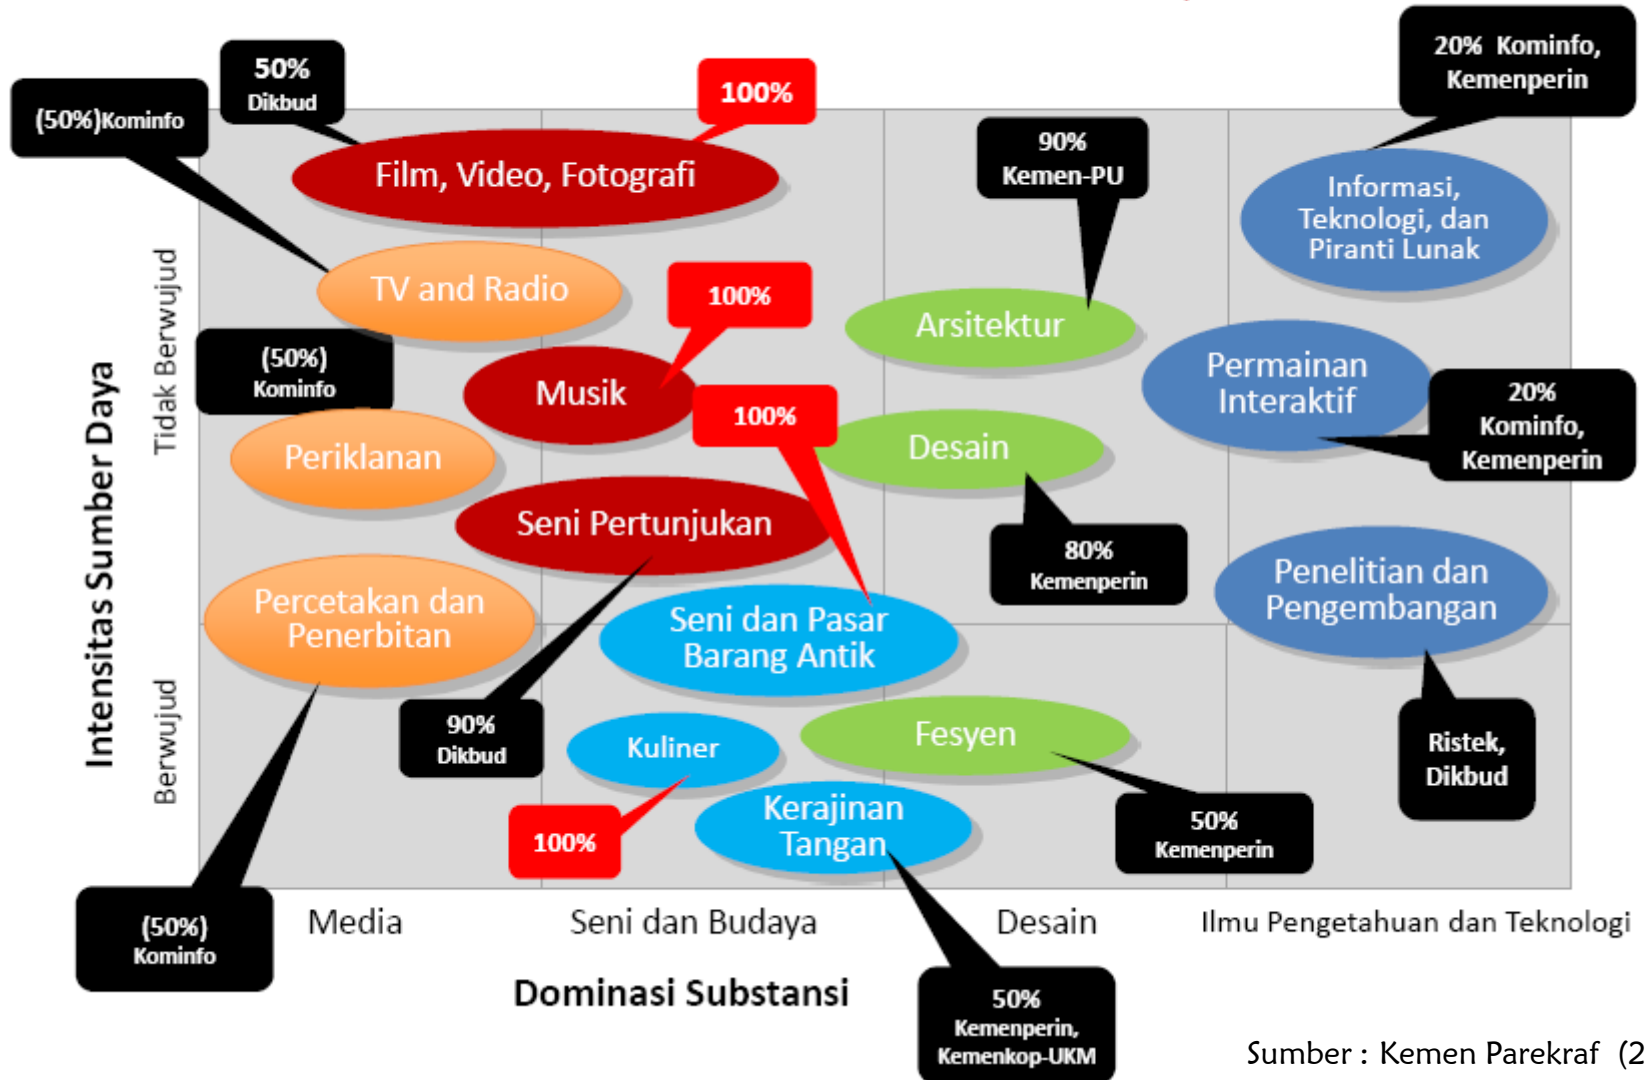 50%
Dikbud
(50%)Kominfo
100%
20% Kominfo,
Kemenperin
90%
Kemen-PU
Film, Video, Fotografi
Informasi,
Teknologi, dan
Piranti Lunak
TV and Radio
100%
Arsitektur
(50%)
Kominfo
Musik
Permainan
Interaktif
100%
20%
Kominfo,
Kemenperin
Periklanan
Desain
Seni Pertunjukan
80%
Kemenperin
Percetakan dan
Penerbitan
Seni dan Pasar
Barang Antik
Penelitian dan
Pengembangan
90%
Dikbud
Kuliner
Fesyen
Ristek,
Dikbud
100%
Kerajinan
Tangan
50%
Kemenperin
(50%)
Kominfo
50%
Kemenperin,
Kemenkop-UKM
Intensitas Sumber Daya
Tidak Berwujud
Berwujud
Media
Seni dan Budaya
Desain
Ilmu Pengetahuan dan Teknologi
Dominasi Substansi
Sumber : Kemen Parekraf (2